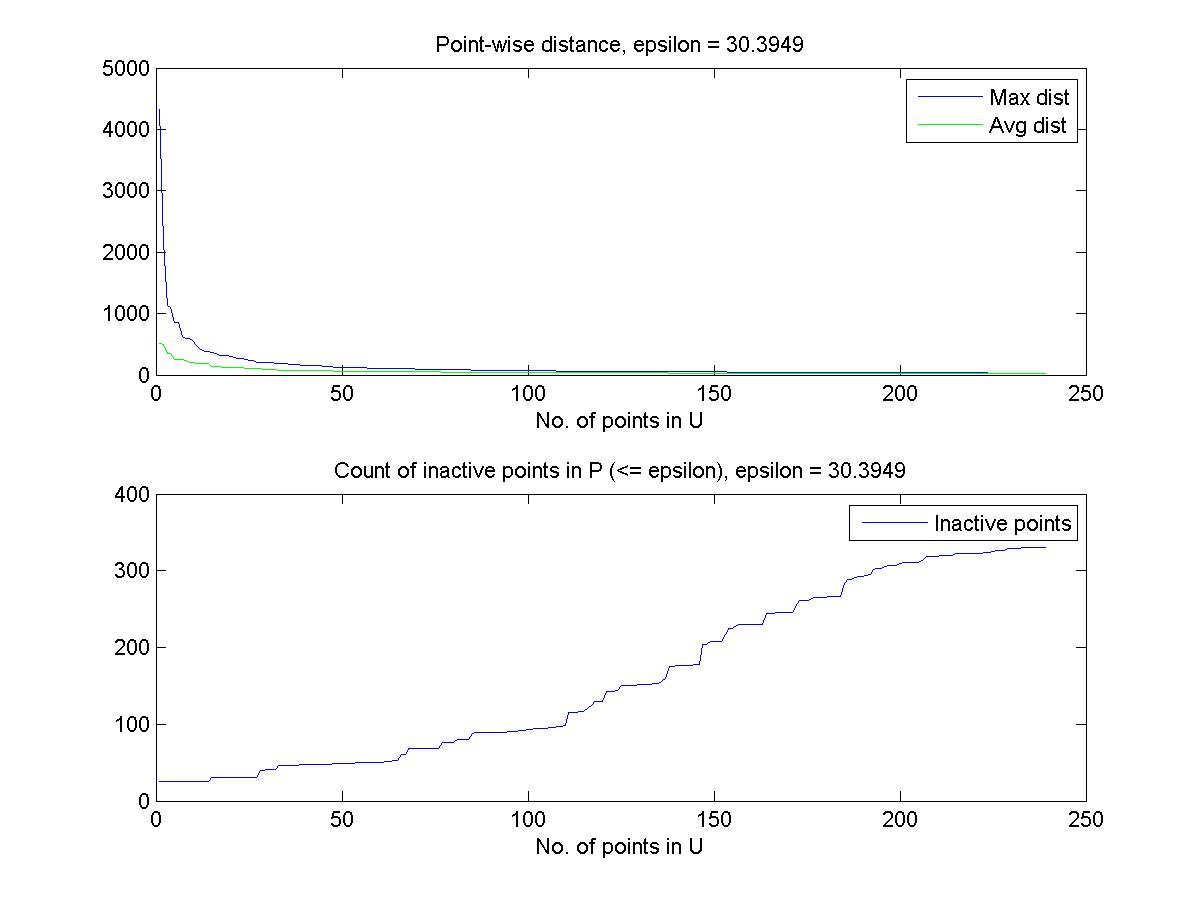 Point-wise distance, epsilon = 30.3949
5000
4000
3000
2000
1000
0
Max dist
Avg dist
0 50 100 150 200 250
No. of points in U
Count of inactive points in P (<= epsilon), epsilon = 30.3949
400
300
200
100
0
Inactive points
0 50 100 150 200 250
No. of points in U